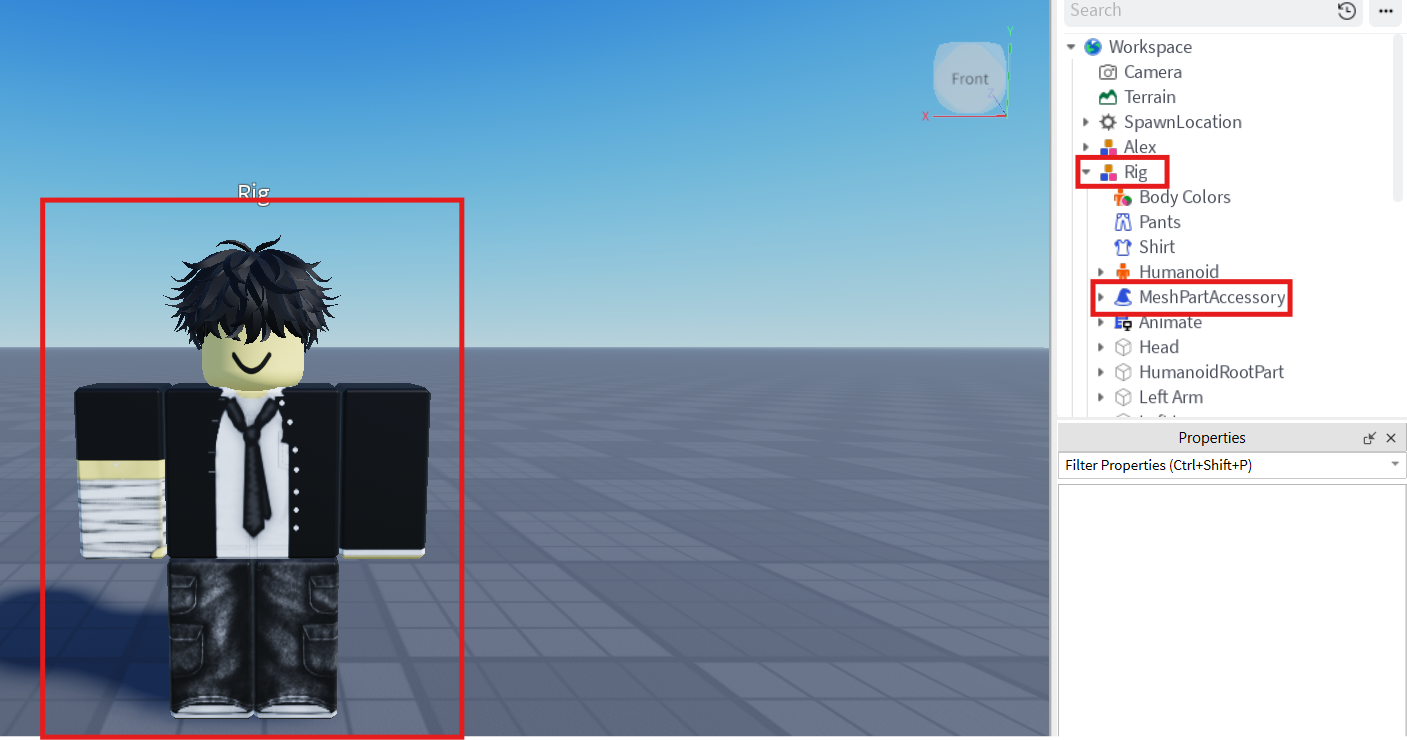 Search
Workspace
Camera
Terrain
SpawnLocation
Alex
Rig
Body Colors
Pants
Shirt
Humanoid
MeshPartAccessory
Animate
Head
HumanoidRootPart
Left Arm
Properties
Filter Properties (Ctrl+Shift+P)
Y
Front
Z
X
Rig